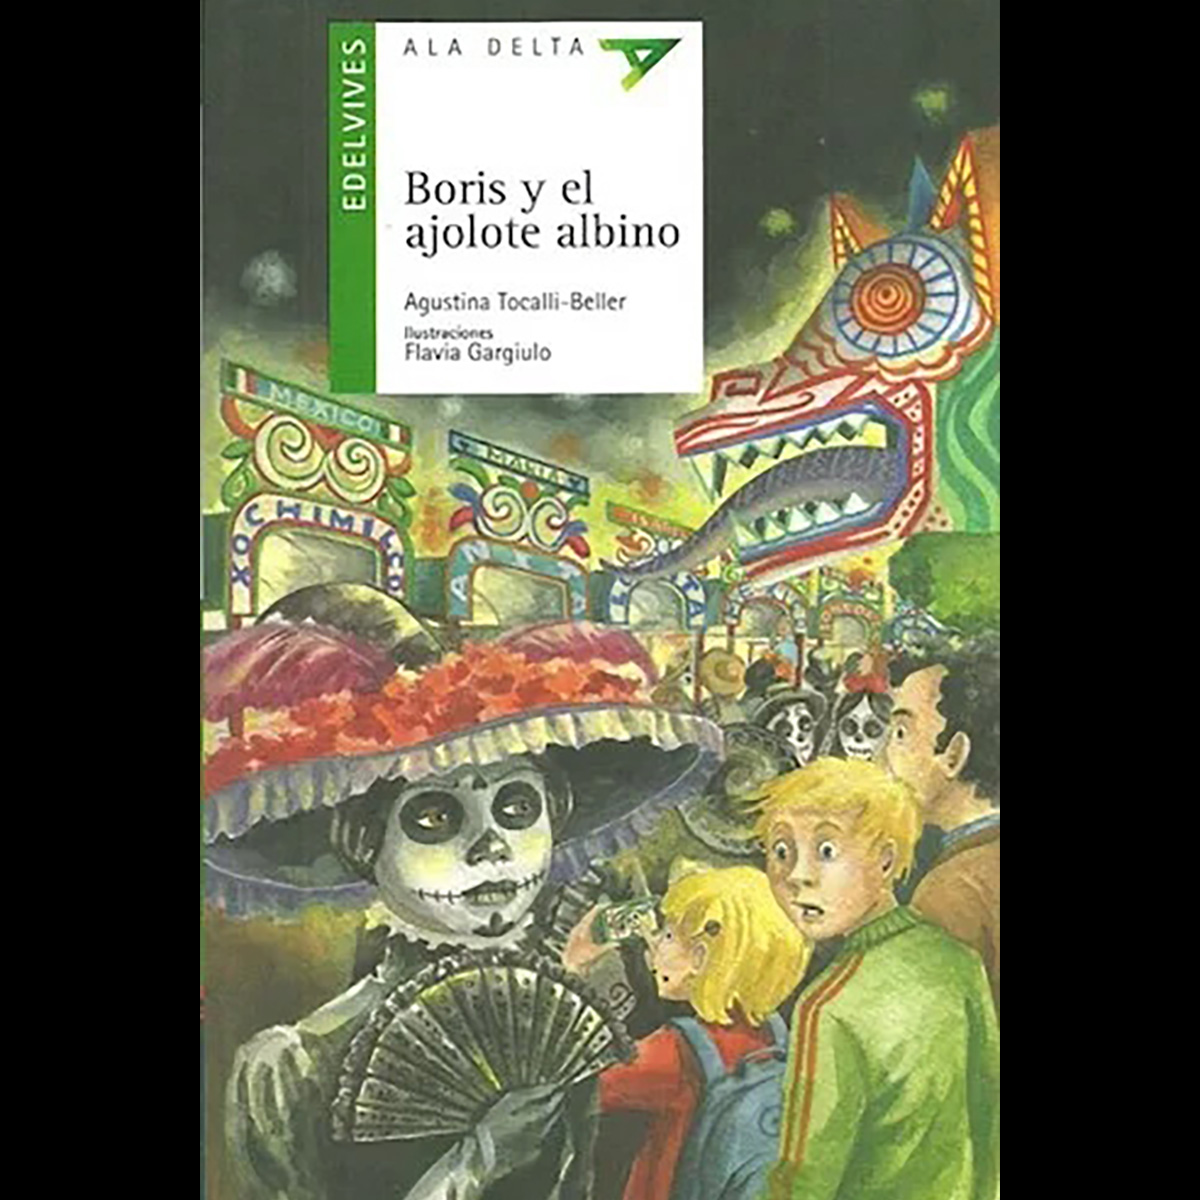 EDELVIVES
ALA DELTA
Boris y el
ajolote albino
Agustina Tocalli-Beller
Ilustraciones
Flavia Gargiulo
MEXICO
XOCHIMILCO
MARIA